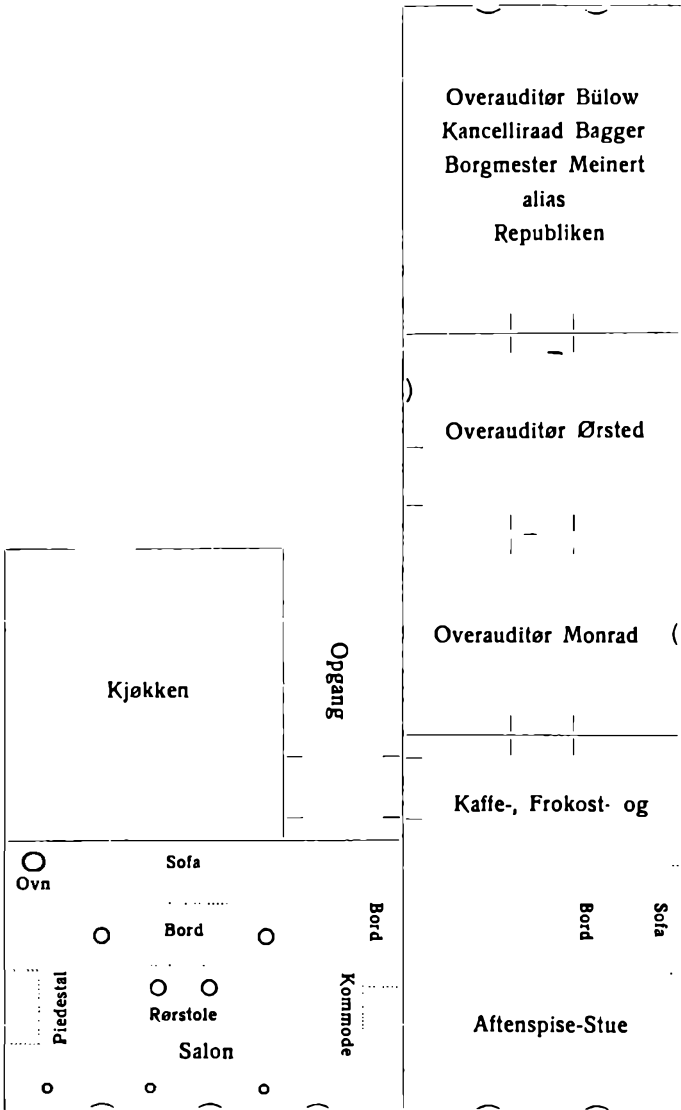 Overauditør Bülow
Kancelliraad Bagger
Borgmester Meinert
alias
Republiken
Overauditør Ørsted
Overauditør Monrad
Opgang
Kjøkken
Kaffe-, Frokost- og
Sofa
Ovn
Bord
Bord
Bord
Sofa
Piedestal
Rørstole
Kommode
Salon
Aftenspise-Stue